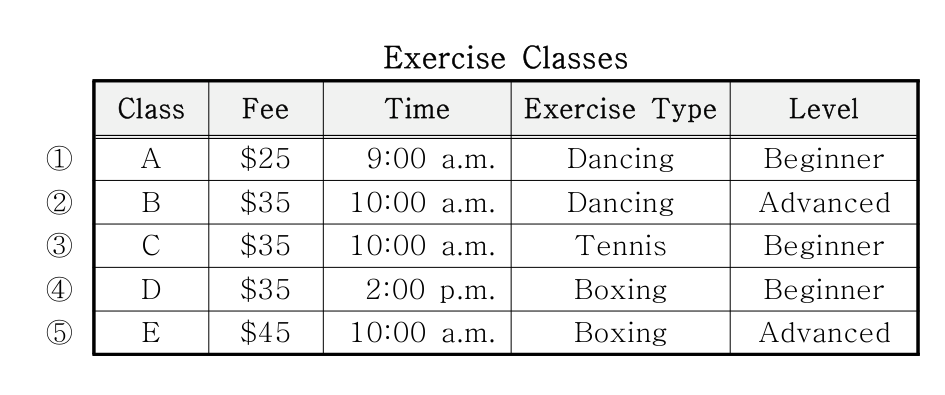 Exercise Classes
Class Fee Time Exercise Type Level
① A $25 9:00 a.m. Dancing Beginner
② B $35 10:00 a.m. Dancing Advanced
③ C $35 10:00 a.m. Tennis Beginner
④ D $35 2:00 p.m. Boxing Beginner
⑤ E $45 10:00 a.m. Boxing Advanced